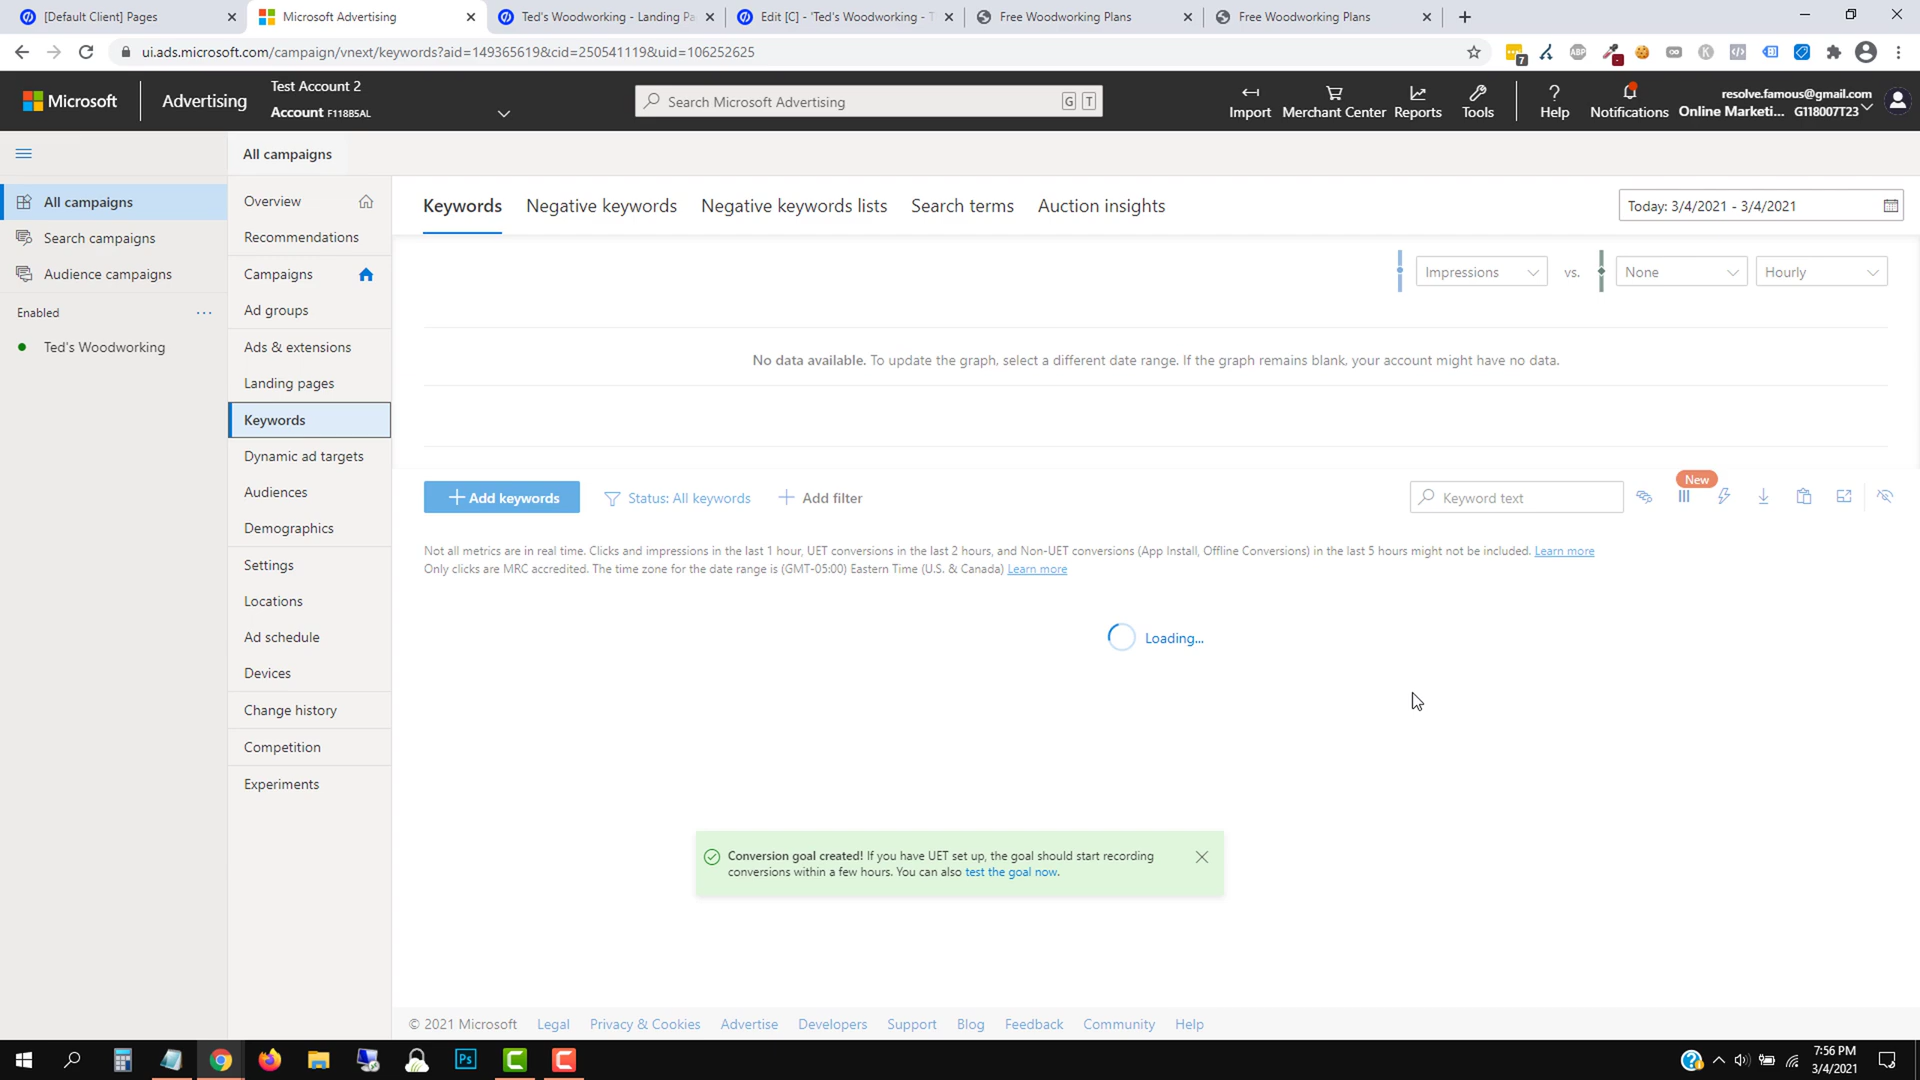 [Default Client] Pages
Microsoft Advertising
Ted's Woodworking - Landing Pa
Edit [C] - 'Ted's Woodworking - T
Free Woodworking Plans
Free Woodworking Plans
ui.ads.microsoft.com/campaign/vnext/keywords?aid=149365619&cid=250541119&uid=106252625
ABP
7
Microsoft
Advertising
Test Account 2
Account F118B5AL
Search Microsoft Advertising
G T
Import
Merchant Center
Reports
Tools
Help
Notifications
resolve.famous@gmail.com
Online Marketi... G118007T23
All campaigns
All campaigns
Search campaigns
Audience campaigns
Enabled
Ted's Woodworking
Overview
Recommendations
Campaigns
Ad groups
Ads & extensions
Landing pages
Keywords
Dynamic ad targets
Audiences
Demographics
Settings
Locations
Ad schedule
Devices
Change history
Competition
Experiments
Keywords
Negative keywords
Negative keywords lists
Search terms
Auction insights
Today: 3/4/2021 - 3/4/2021
Impressions
vs.
None
Hourly
No data available. To update the graph, select a different date range. If the graph remains blank, your account might have no data.
Add keywords
Status: All keywords
Add filter
Keyword text
New
Not all metrics are in real time. Clicks and impressions in the last 1 hour, UET conversions in the last 2 hours, and Non-UET conversions (App Install, Offline Conversions) in the last 5 hours might not be included. Learn more
Only clicks are MRC accredited. The time zone for the date range is (GMT-05:00) Eastern Time (U.S. & Canada) Learn more
Loading...
Conversion goal created! If you have UET set up, the goal should start recording
conversions within a few hours. You can also test the goal now.
© 2021 Microsoft
Legal
Privacy & Cookies
Advertise
Developers
Support
Blog
Feedback
Community
Help
Ps
7:56 PM
3/4/2021